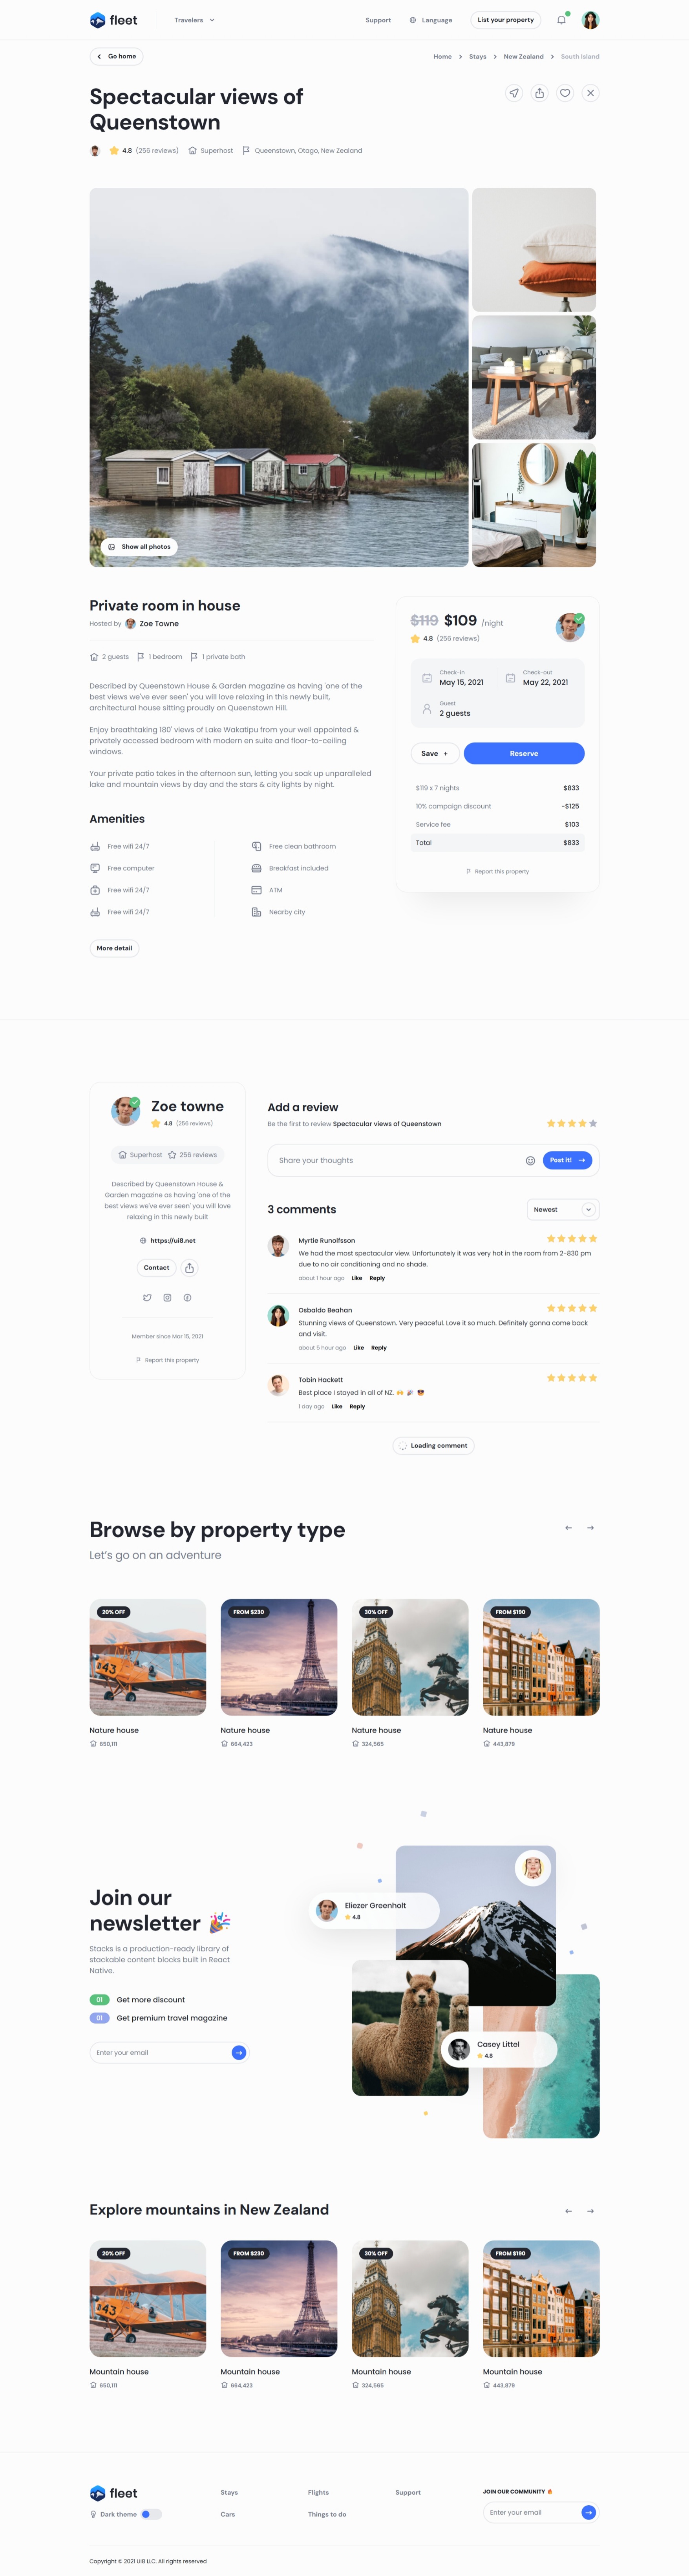 fleet
Travelers
Support
Language
List your property
Go home
Home
Stays
New Zealand
South Island
Spectacular views of
Queenstown
4.8 (256 reviews)
Superhost
Queenstown, Otago, New Zealand
Show all photos
Private room in house
Hosted by Zoe Towne
2 guests
1 bedroom
1 private bath
Described by Queenstown House & Garden magazine as having 'one of the
best views we've ever seen' you will love relaxing in this newly built,
architectural house sitting proudly on Queenstown Hill.
Enjoy breathtaking 180' views of Lake Wakatipu from your well appointed &
privately accessed bedroom with modern en suite and floor-to-ceiling
windows.
Your private patio takes in the afternoon sun, letting you soak up unparalleled
lake and mountain views by day and the stars & city lights by night.
Amenities
Free wifi 24/7
Free clean bathroom
Free computer
Breakfast included
Free wifi 24/7
ATM
Free wifi 24/7
Nearby city
More detail
$119 $109 /night
4.8 (256 reviews)
Check-in
May 15, 2021
Check-out
May 22, 2021
Guest
2 guests
Save +
Reserve
$119 x 7 nights $833
10% campaign discount -$125
Service fee $103
Total $833
Report this property
Zoe towne
4.8 (256 reviews)
Superhost
256 reviews
Described by Queenstown House &
Garden magazine as having 'one of the
best views we've ever seen' you will love
relaxing in this newly built
https://ui8.net
Contact
Member since Mar 15, 2021
Report this property
Add a review
Be the first to review Spectacular views of Queenstown
Share your thoughts
Post it!
3 comments
Newest
Myrtie Runolfsson
We had the most spectacular view. Unfortunately it was very hot in the room from 2-830 pm
due to no air conditioning and no shade.
about 1 hour ago Like Reply
Osbaldo Beahan
Stunning views of Queenstown. Very peaceful. Love it so much. Definitely gonna come back
and visit.
about 5 hour ago Like Reply
Tobin Hackett
Best place I stayed in all of NZ. 🙌 🎉 😍
1 day ago Like Reply
Loading comment
Browse by property type
Let's go on an adventure
20% OFF
FROM $230
30% OFF
FROM $190
43
Nature house
Nature house
Nature house
Nature house
650,111
664,423
324,565
443,879
Join our
newsletter 🎉
Stacks is a production-ready library of
stackable content blocks built in React
Native.
01 Get more discount
01 Get premium travel magazine
Enter your email
Eliezer Greenholt
4.8
Casey Littel
4.8
Explore mountains in New Zealand
20% OFF
FROM $230
30% OFF
FROM $190
43
Mountain house
Mountain house
Mountain house
Mountain house
650,111
664,423
324,565
443,879
fleet
Dark theme
Stays
Flights
Support
Cars
Things to do
JOIN OUR COMMUNITY 🔥
Enter your email
Copyright © 2021 UI8 LLC. All rights reserved